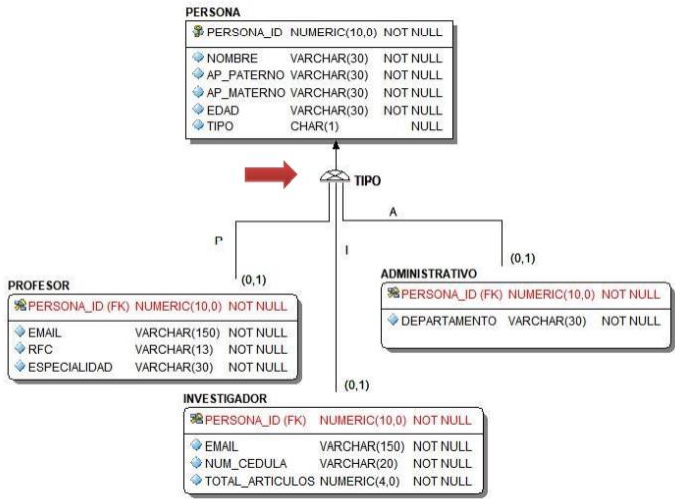 PERSONA
PERSONA_ID NUMERIC(10,0) NOT NULL
NOMBRE VARCHAR(30) NOT NULL
AP_PATERNO VARCHAR(30) NOT NULL
AP_MATERNO VARCHAR(30) NOT NULL
EDAD VARCHAR(30) NOT NULL
TIPO CHAR(1) NULL
TIPO
A
P
I
(0,1)
(0,1)
PROFESOR
PERSONA_ID (FK) NUMERIC(10,0) NOT NULL
EMAIL VARCHAR(150) NOT NULL
RFC VARCHAR(13) NOT NULL
ESPECIALIDAD VARCHAR(30) NOT NULL
ADMINISTRATIVO
PERSONA_ID (FK) NUMERIC(10,0) NOT NULL
DEPARTAMENTO VARCHAR(30) NOT NULL
(0,1)
INVESTIGADOR
PERSONA_ID (FK) NUMERIC(10,0) NOT NULL
EMAIL VARCHAR(150) NOT NULL
NUM_CEDULA VARCHAR(20) NOT NULL
TOTAL_ARTICULOS NUMERIC(4,0) NOT NULL